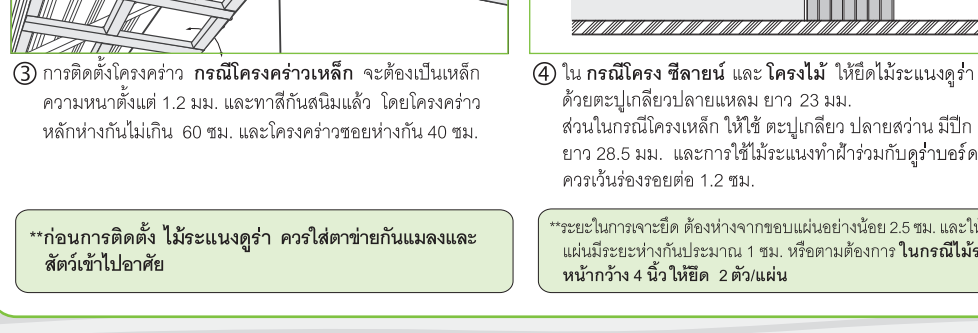 ③ การติดตั้งโครงคร่าว กรณีโครงคร่าวเหล็ก จะต้องเป็นเหล็ก
ความหนาตั้งแต่ 1.2 มม. และทาสีกันสนิมแล้ว โดยโครงคร่าว
หลักห่างกันไม่เกิน 60 ซม. และโครงคร่าวซอยห่างกัน 40 ซม.
**ก่อนการติดตั้ง ไม้ระแนงดูร่า ควรใส่ตาข่ายกันแมลงและ
สัตว์เข้าไปอาศัย
④ ใน กรณีโครง ซีลายน์ และ โครงไม้ ให้ยึดไม้ระแนงดูร่า
ด้วยตะปูเกลียวปลายแหลม ยาว 23 มม.
ส่วนในกรณีโครงเหล็ก ให้ใช้ ตะปูเกลียว ปลายสว่าน มีปีก
ยาว 28.5 มม. และการใช้ไม้ระแนงทำฝ้าร่วมกับดูร่าบอร์ด
ควรเว้นร่องรอยต่อ 1.2 ซม.
**ระยะในการเจาะยึด ต้องห่างจากขอบแผ่นอย่างน้อย 2.5 ซม.
แผ่นมีระยะห่างกันประมาณ 1 ซม. หรือตามต้องการ ในกรณี
หน้ากว้าง 4 นิ้ว ให้ยึด 2 ตัว/แผ่น